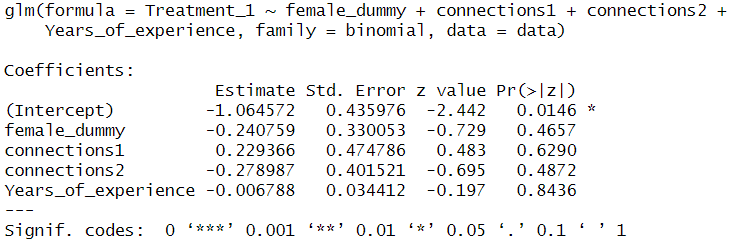 glm(formula = Treatment_1 ~ female_dummy + connections1 + connections2 +
    Years_of_experience, family = binomial, data = data)
Coefficients:
                     Estimate Std. Error z value Pr(>|z|)
(Intercept)         -1.064572   0.435976  -2.442   0.0146 *
female_dummy        -0.240759   0.330053  -0.729   0.4657
connections1         0.229366   0.474786   0.483   0.6290
connections2        -0.278987   0.401521  -0.695   0.4872
Years_of_experience -0.006788   0.034412  -0.197   0.8436
---
Signif. codes:  0 ‘***’ 0.001 ‘**’ 0.01 ‘*’ 0.05 ‘.’ 0.1 ‘ ’ 1